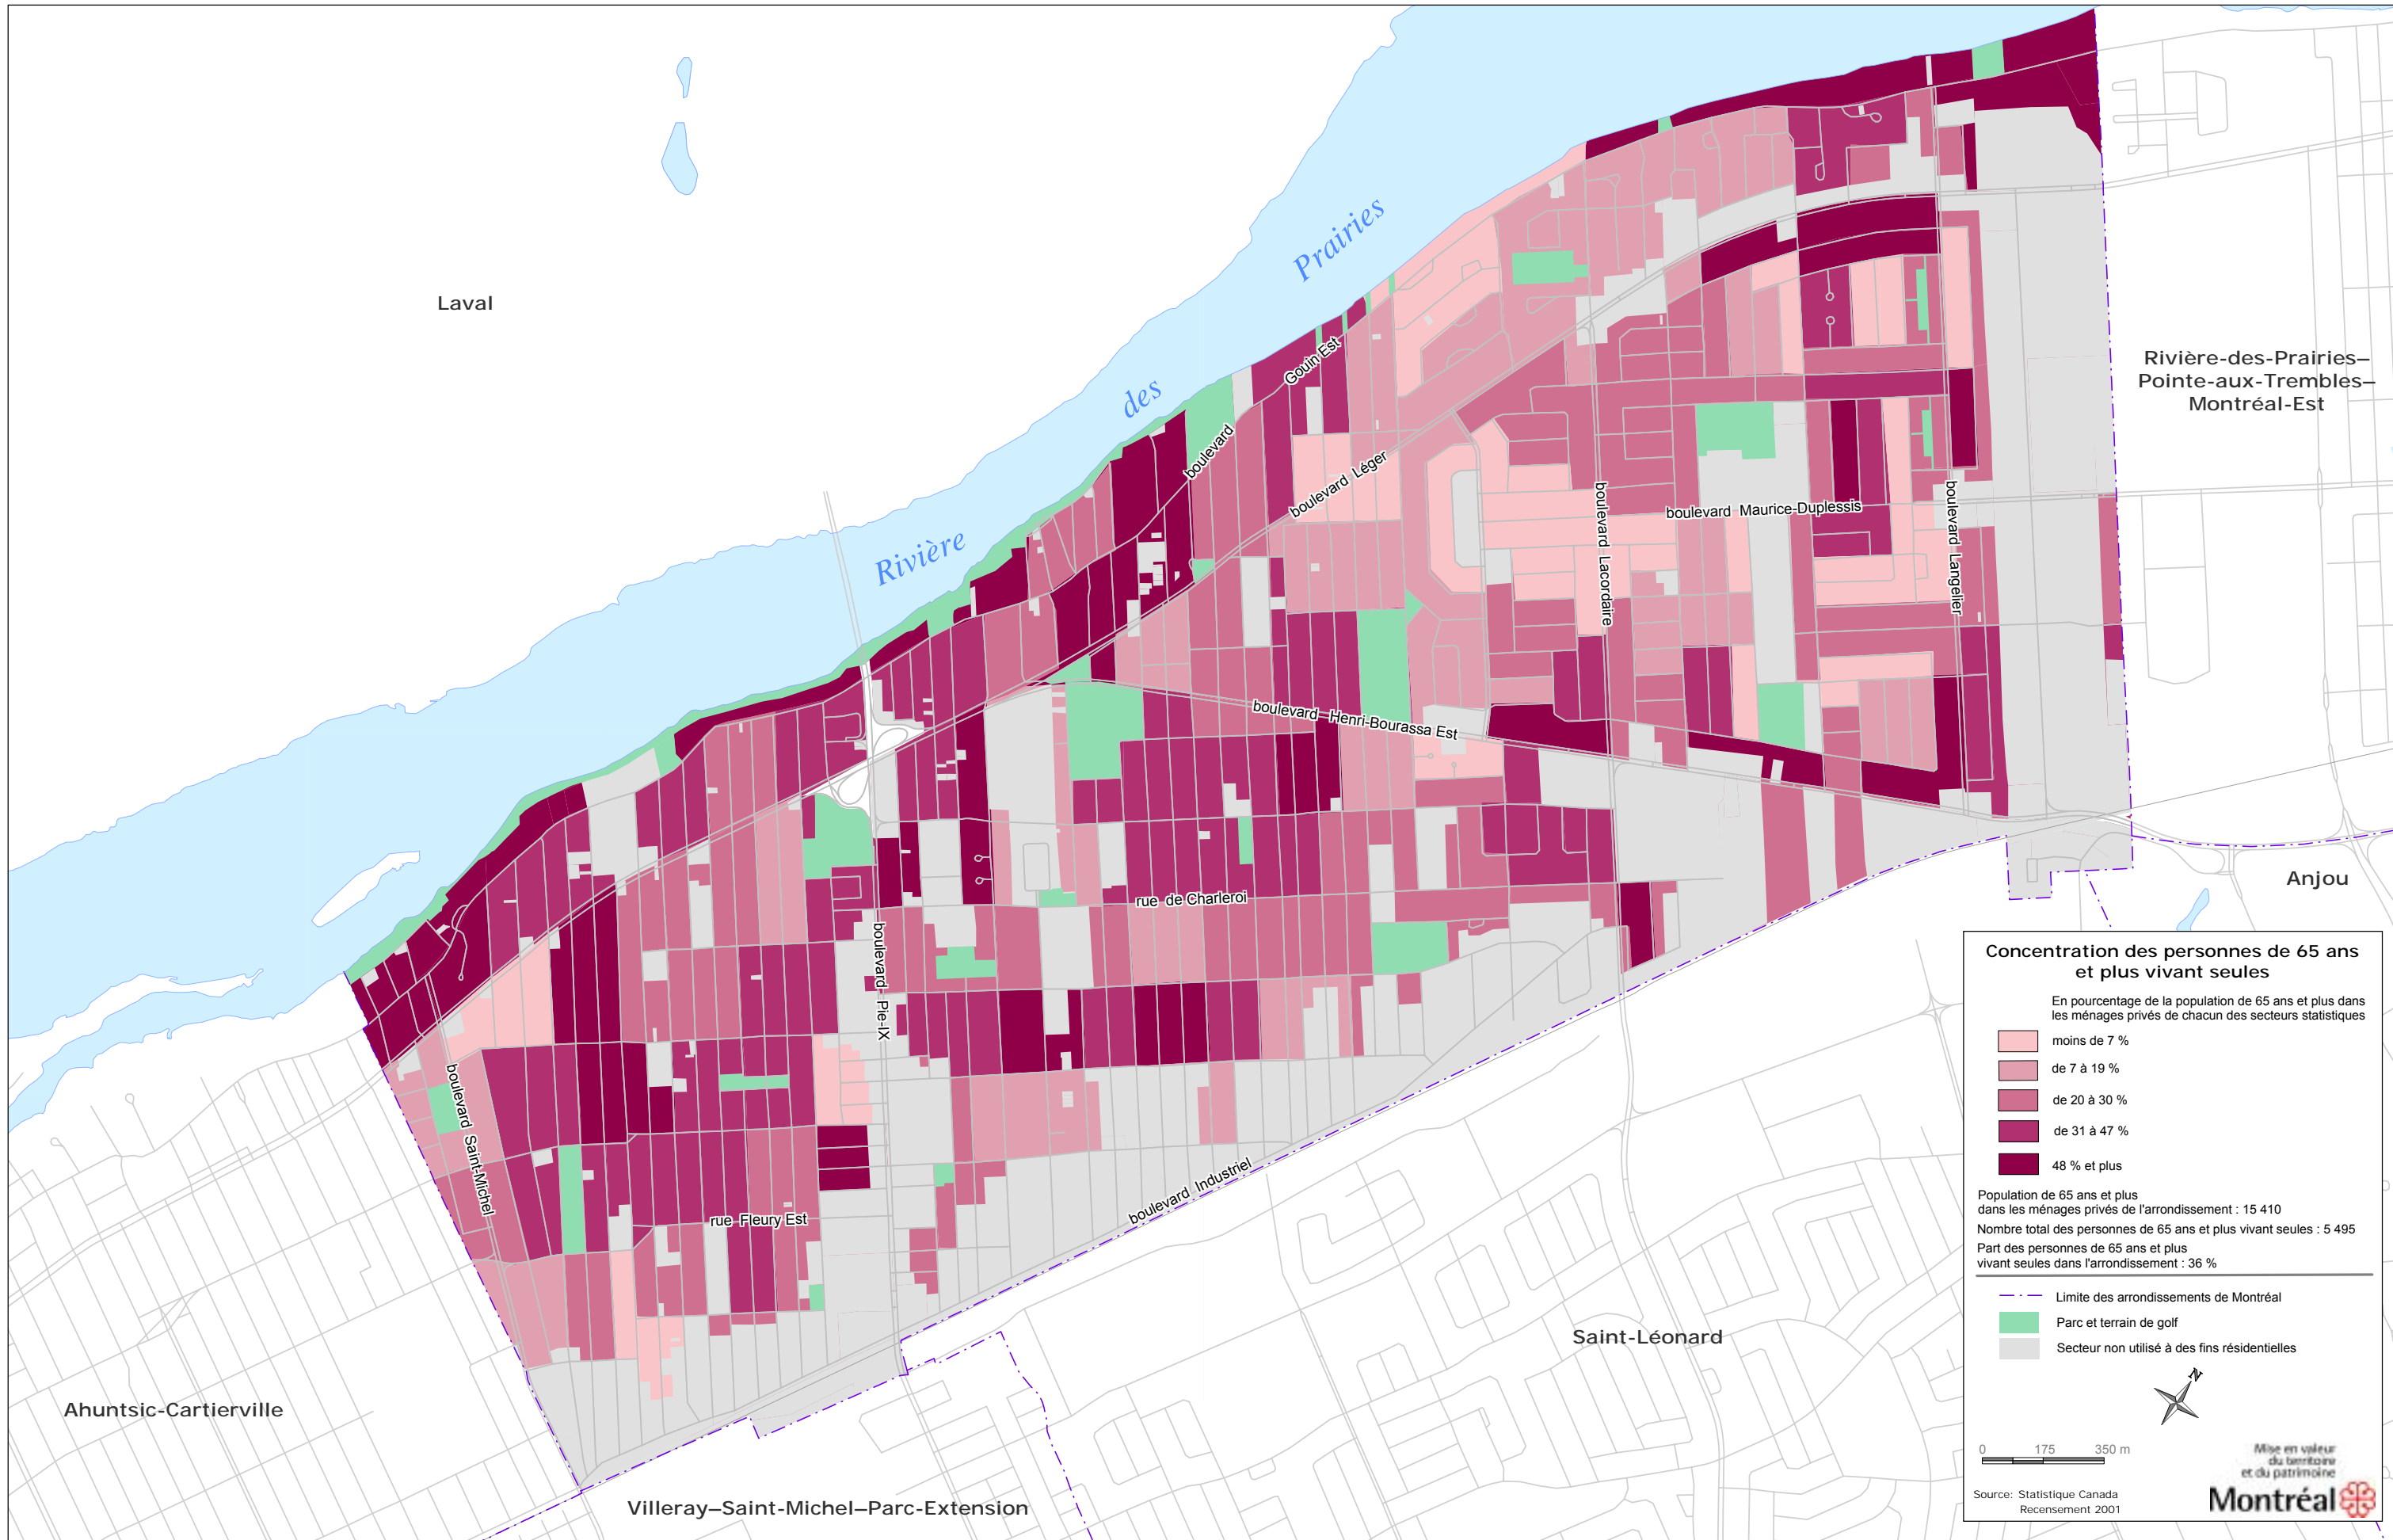 Laval
Rivière
des
Prairies
Rivière-des-Prairies–
Pointe-aux-Trembles–
Montréal-Est
Gouin Est
boulevard
boulevard Léger
boulevard Maurice-Duplessis
boulevard Lacordaire
boulevard Langelier
boulevard Henri-Bourassa Est
rue de Charleroi
boulevard Pie-IX
boulevard Saint-Michel
rue Fleury Est
boulevard Industriel
Anjou
Saint-Léonard
Ahuntsic-Cartierville
Villeray–Saint-Michel–Parc-Extension
Concentration des personnes de 65 ans
et plus vivant seules
En pourcentage de la population de 65 ans et plus dans
les ménages privés de chacun des secteurs statistiques
moins de 7 %
de 7 à 19 %
de 20 à 30 %
de 31 à 47 %
48 % et plus
Population de 65 ans et plus
dans les ménages privés de l'arrondissement : 15 410
Nombre total des personnes de 65 ans et plus vivant seules : 5 495
Part des personnes de 65 ans et plus
vivant seules dans l'arrondissement : 36 %
Limite des arrondissements de Montréal
Parc et terrain de golf
Secteur non utilisé à des fins résidentielles
N
0 175 350 m
Source: Statistique Canada
Recensement 2001
Mise en valeur
du territoire
et du patrimoine
Montréal